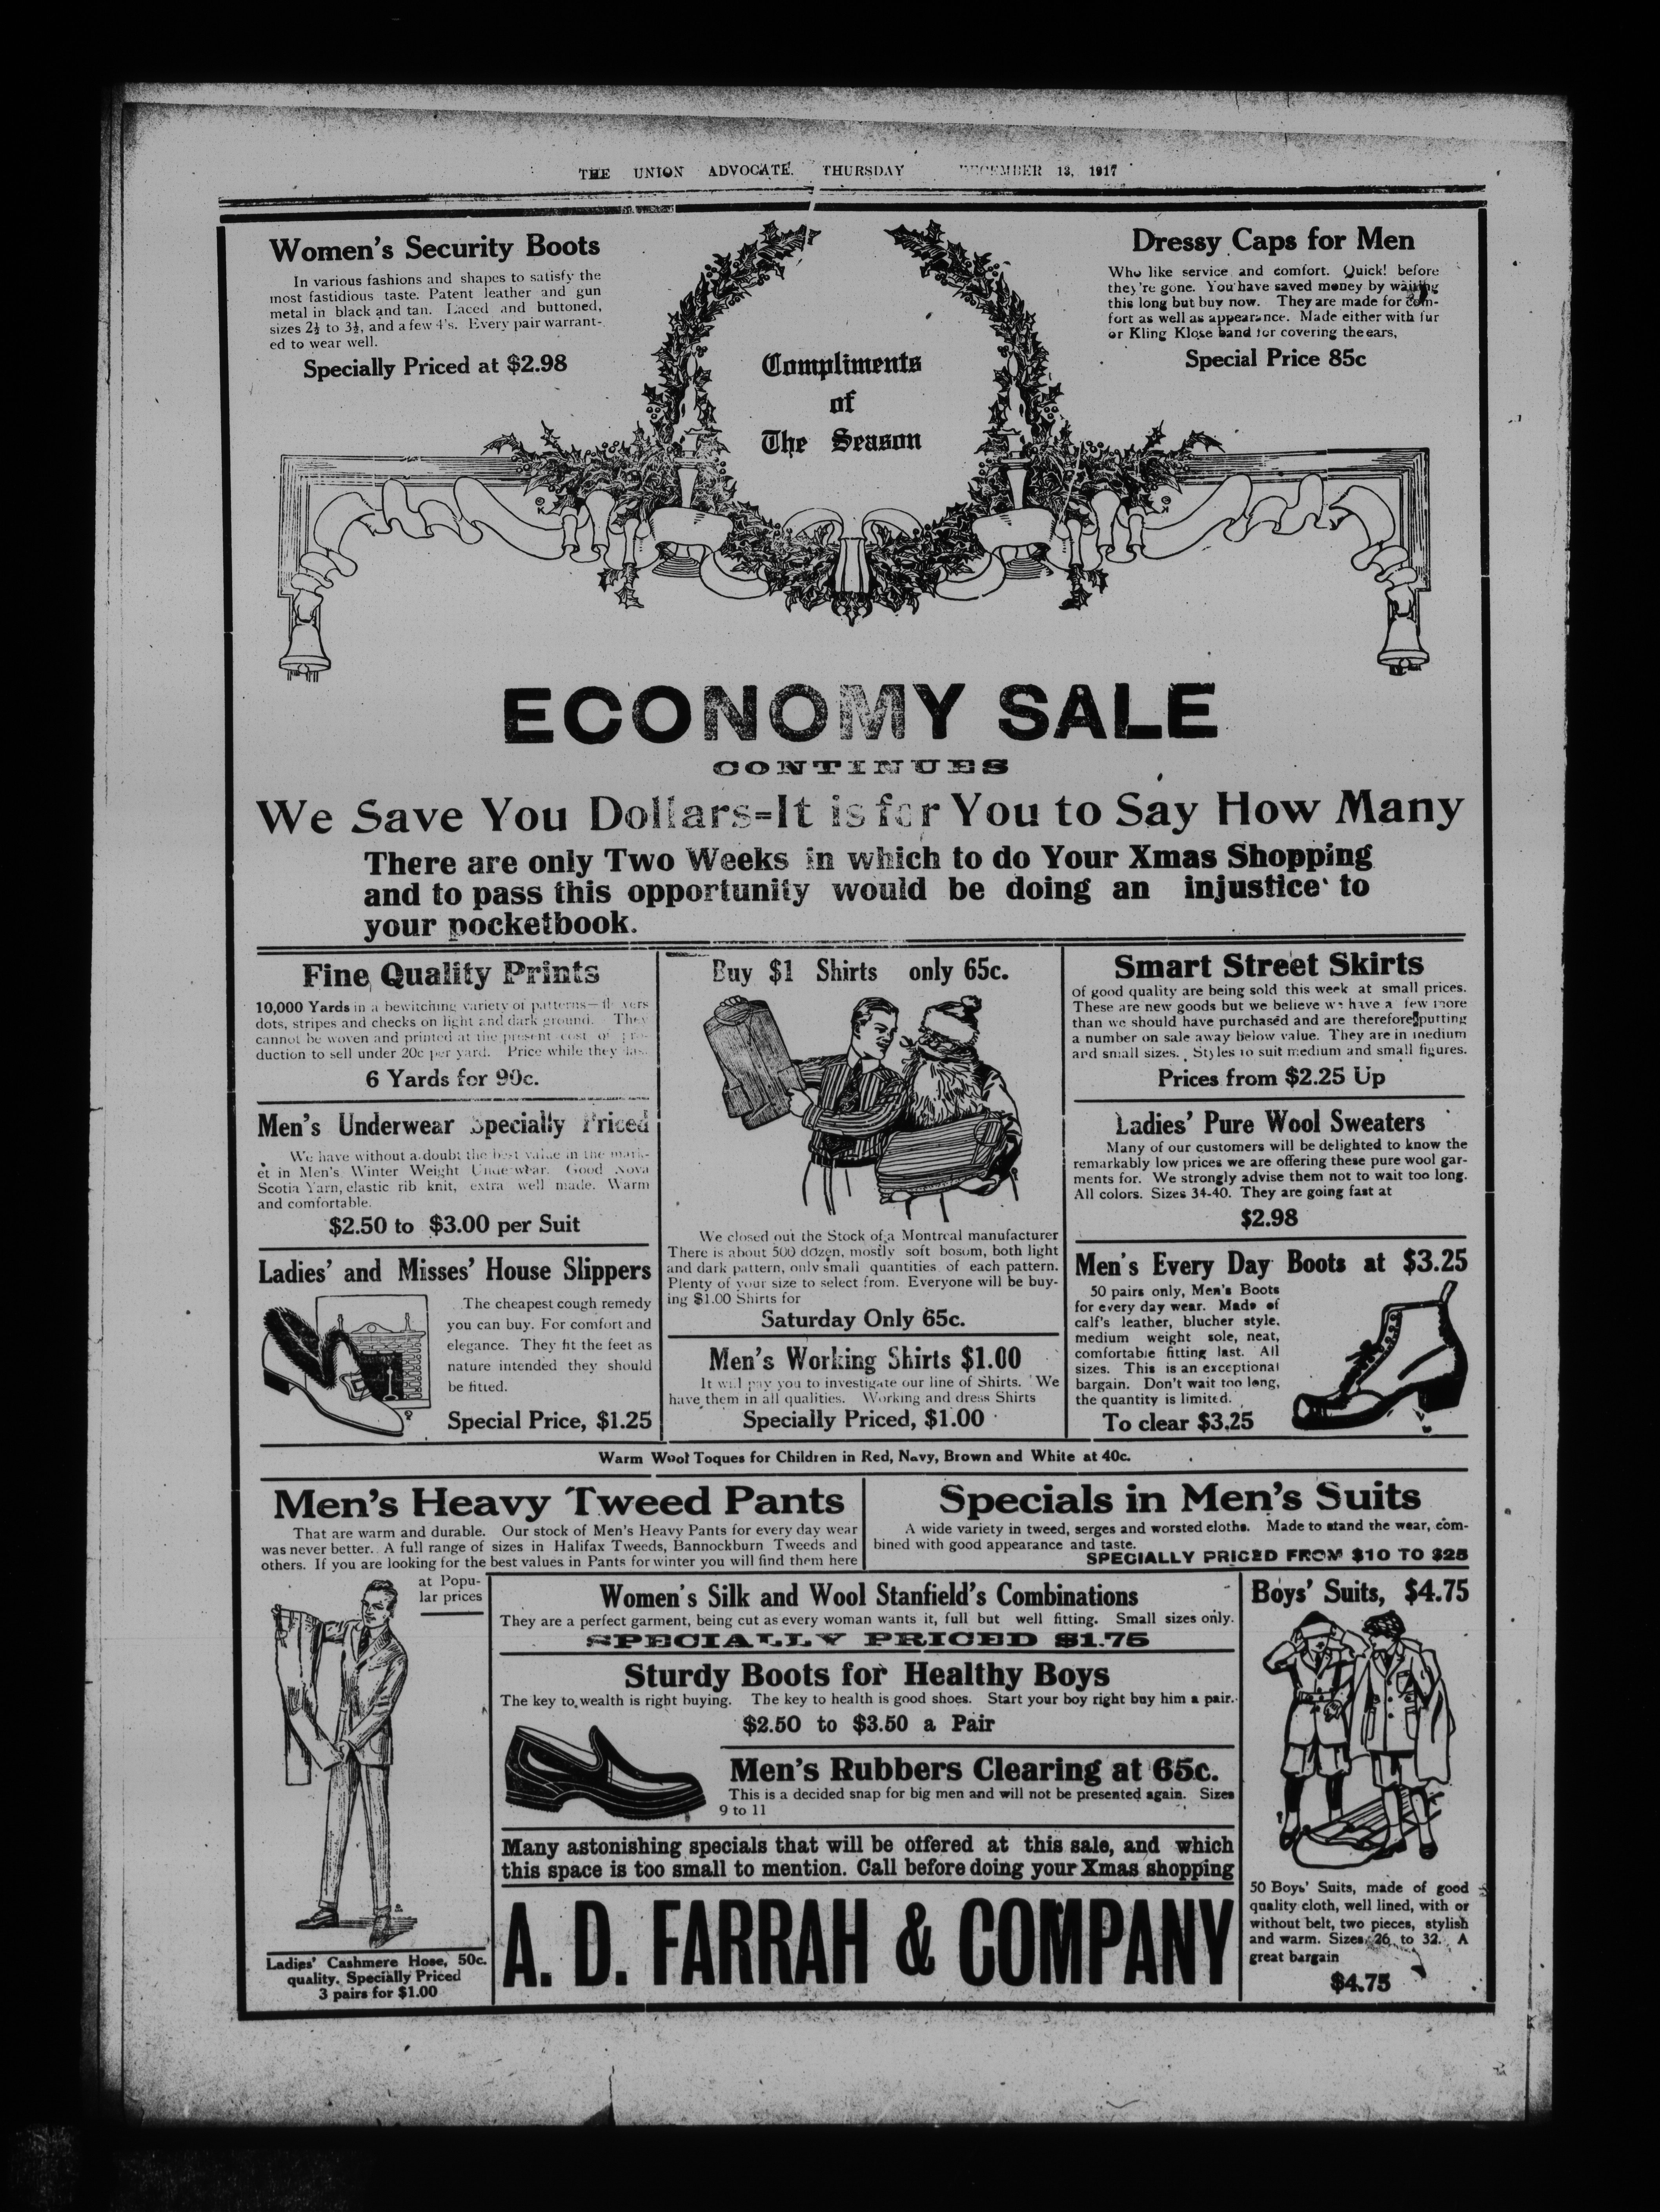 THE UNION ADVOCATE, THURSDAY DECEMBER 13, 1917
Women's Security Boots
In various fashions and shapes to satisfy the
most fastidious taste. Patent leather and gun
metal in black and tan. Laced and buttoned,
sizes 2½ to 3½, and a few 4's. Every pair warrant-
ed to wear well.
Specially Priced at $2.98
Compliments
of
The Season
Dressy Caps for Men
Who like service and comfort. Quick! before
they're gone. You have saved money by waiting
this long but buy now. They are made for com-
fort as well as appearance. Made either with fur
or Kling Klose band for covering the ears,
Special Price 85c
ECONOMY SALE
CONTINUES
We Save You Dollars=It is for You to Say How Many
There are only Two Weeks in which to do Your Xmas Shopping
and to pass this opportunity would be doing an injustice to
your pocketbook.
Fine Quality Prints
10,000 Yards in a bewitching variety of patterns—flowers
dots, stripes and checks on light and dark ground. They
cannot be woven and printed at the present cost of pro-
duction to sell under 20c per yard. Price while they last.
6 Yards for 90c.
Men's Underwear Specially Priced
We have without a doubt the best value in the mark-
et in Men's Winter Weight Underwear. Good Nova
Scotia Yarn, elastic rib knit, extra well made. Warm
and comfortable.
$2.50 to $3.00 per Suit
Ladies' and Misses' House Slippers
The cheapest cough remedy
you can buy. For comfort and
elegance. They fit the feet as
nature intended they should
be fitted.
Special Price, $1.25
Buy $1 Shirts only 65c.
We closed out the Stock of a Montreal manufacturer
There is about 500 dozen, mostly soft bosom, both light
and dark pattern, only small quantities of each pattern.
Plenty of your size to select from. Everyone will be buy-
ing $1.00 Shirts for
Saturday Only 65c.
Men's Working Shirts $1.00
It will pay you to investigate our line of Shirts. We
have them in all qualities. Working and dress Shirts
Specially Priced, $1.00
Smart Street Skirts
of good quality are being sold this week at small prices.
These are new goods but we believe we have a few more
than we should have purchased and are therefore putting
a number on sale away below value. They are in medium
and small sizes. Styles to suit medium and small figures.
Prices from $2.25 Up
Ladies' Pure Wool Sweaters
Many of our customers will be delighted to know the
remarkably low prices we are offering these pure wool gar-
ments for. We strongly advise them not to wait too long.
All colors. Sizes 34-40. They are going fast at
$2.98
Men's Every Day Boots at $3.25
50 pairs only, Men's Boots
for every day wear. Made of
calf's leather, blucher style,
medium weight sole, neat,
comfortable fitting last. All
sizes. This is an exceptional
bargain. Don't wait too long,
the quantity is limited.
To clear $3.25
Warm Wool Toques for Children in Red, Navy, Brown and White at 40c.
Men's Heavy Tweed Pants
That are warm and durable. Our stock of Men's Heavy Pants for every day wear
was never better. A full range of sizes in Halifax Tweeds, Bannockburn Tweeds and
others. If you are looking for the best values in Pants for winter you will find them here
at Popu-
lar prices
Specials in Men's Suits
A wide variety in tweed, serges and worsted cloths. Made to stand the wear, com-
bined with good appearance and taste.
SPECIALLY PRICED FROM $10 TO $25
Women's Silk and Wool Stanfield's Combinations
They are a perfect garment, being cut as every woman wants it, full but well fitting. Small sizes only.
SPECIALLY PRICED $1.75
Sturdy Boots for Healthy Boys
The key to wealth is right buying. The key to health is good shoes. Start your boy right buy him a pair.
$2.50 to $3.50 a Pair
Men's Rubbers Clearing at 65c.
This is a decided snap for big men and will not be presented again. Sizes
9 to 11
Many astonishing specials that will be offered at this sale, and which
this space is too small to mention. Call before doing your Xmas shopping
A. D. FARRAH & COMPANY
Boys' Suits, $4.75
50 Boys' Suits, made of good
quality cloth, well lined, with or
without belt, two pieces, stylish
and warm. Sizes 26 to 32. A
great bargain
$4.75
Ladies' Cashmere Hose, 50c.
quality. Specially Priced
3 pairs for $1.00